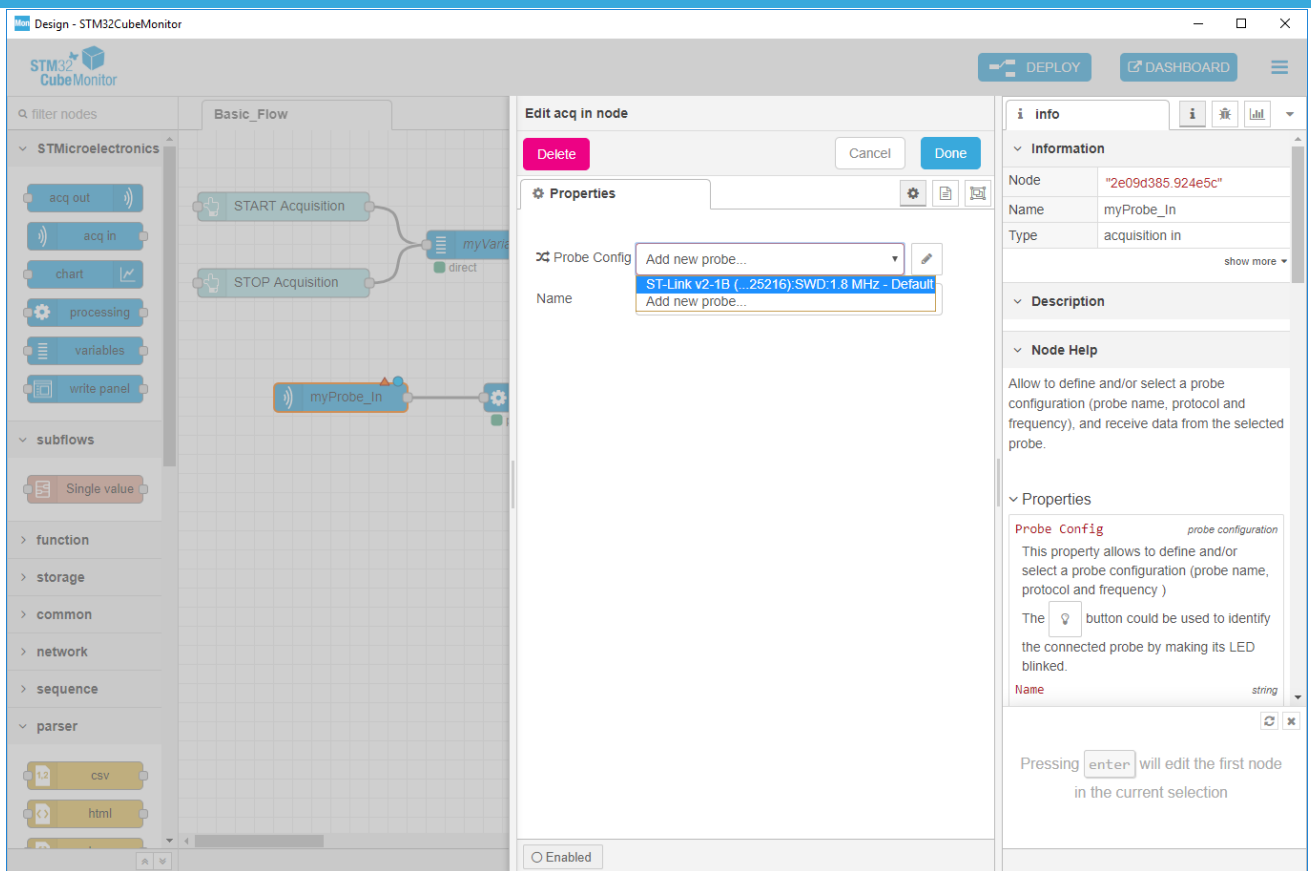 Mon Design - STM32CubeMonitor
STM32
CubeMonitor
DEPLOY
DASHBOARD
filter nodes
STMicroelectronics
acq out
acq in
chart
processing
variables
write panel
subflows
Single value
function
storage
common
network
sequence
parser
1,2 csv
html
Basic_Flow
START Acquisition
STOP Acquisition
myVaria
direct
myProbe_In
Edit acq in node
Delete
Cancel
Done
Properties
Probe Config
Add new probe...
ST-Link v2-1B (...25216):SWD:1.8 MHz - Default
Add new probe...
Name
Enabled
i info
i
Information
Node "2e09d385.924e5c"
Name myProbe_In
Type acquisition in
show more
Description
Node Help
Allow to define and/or select a probe
configuration (probe name, protocol and
frequency), and receive data from the selected
probe.
Properties
Probe Config probe configuration
This property allows to define and/or
select a probe configuration (probe name,
protocol and frequency )
The button could be used to identify
the connected probe by making its LED
blinked.
Name string
Pressing enter will edit the first node
in the current selection